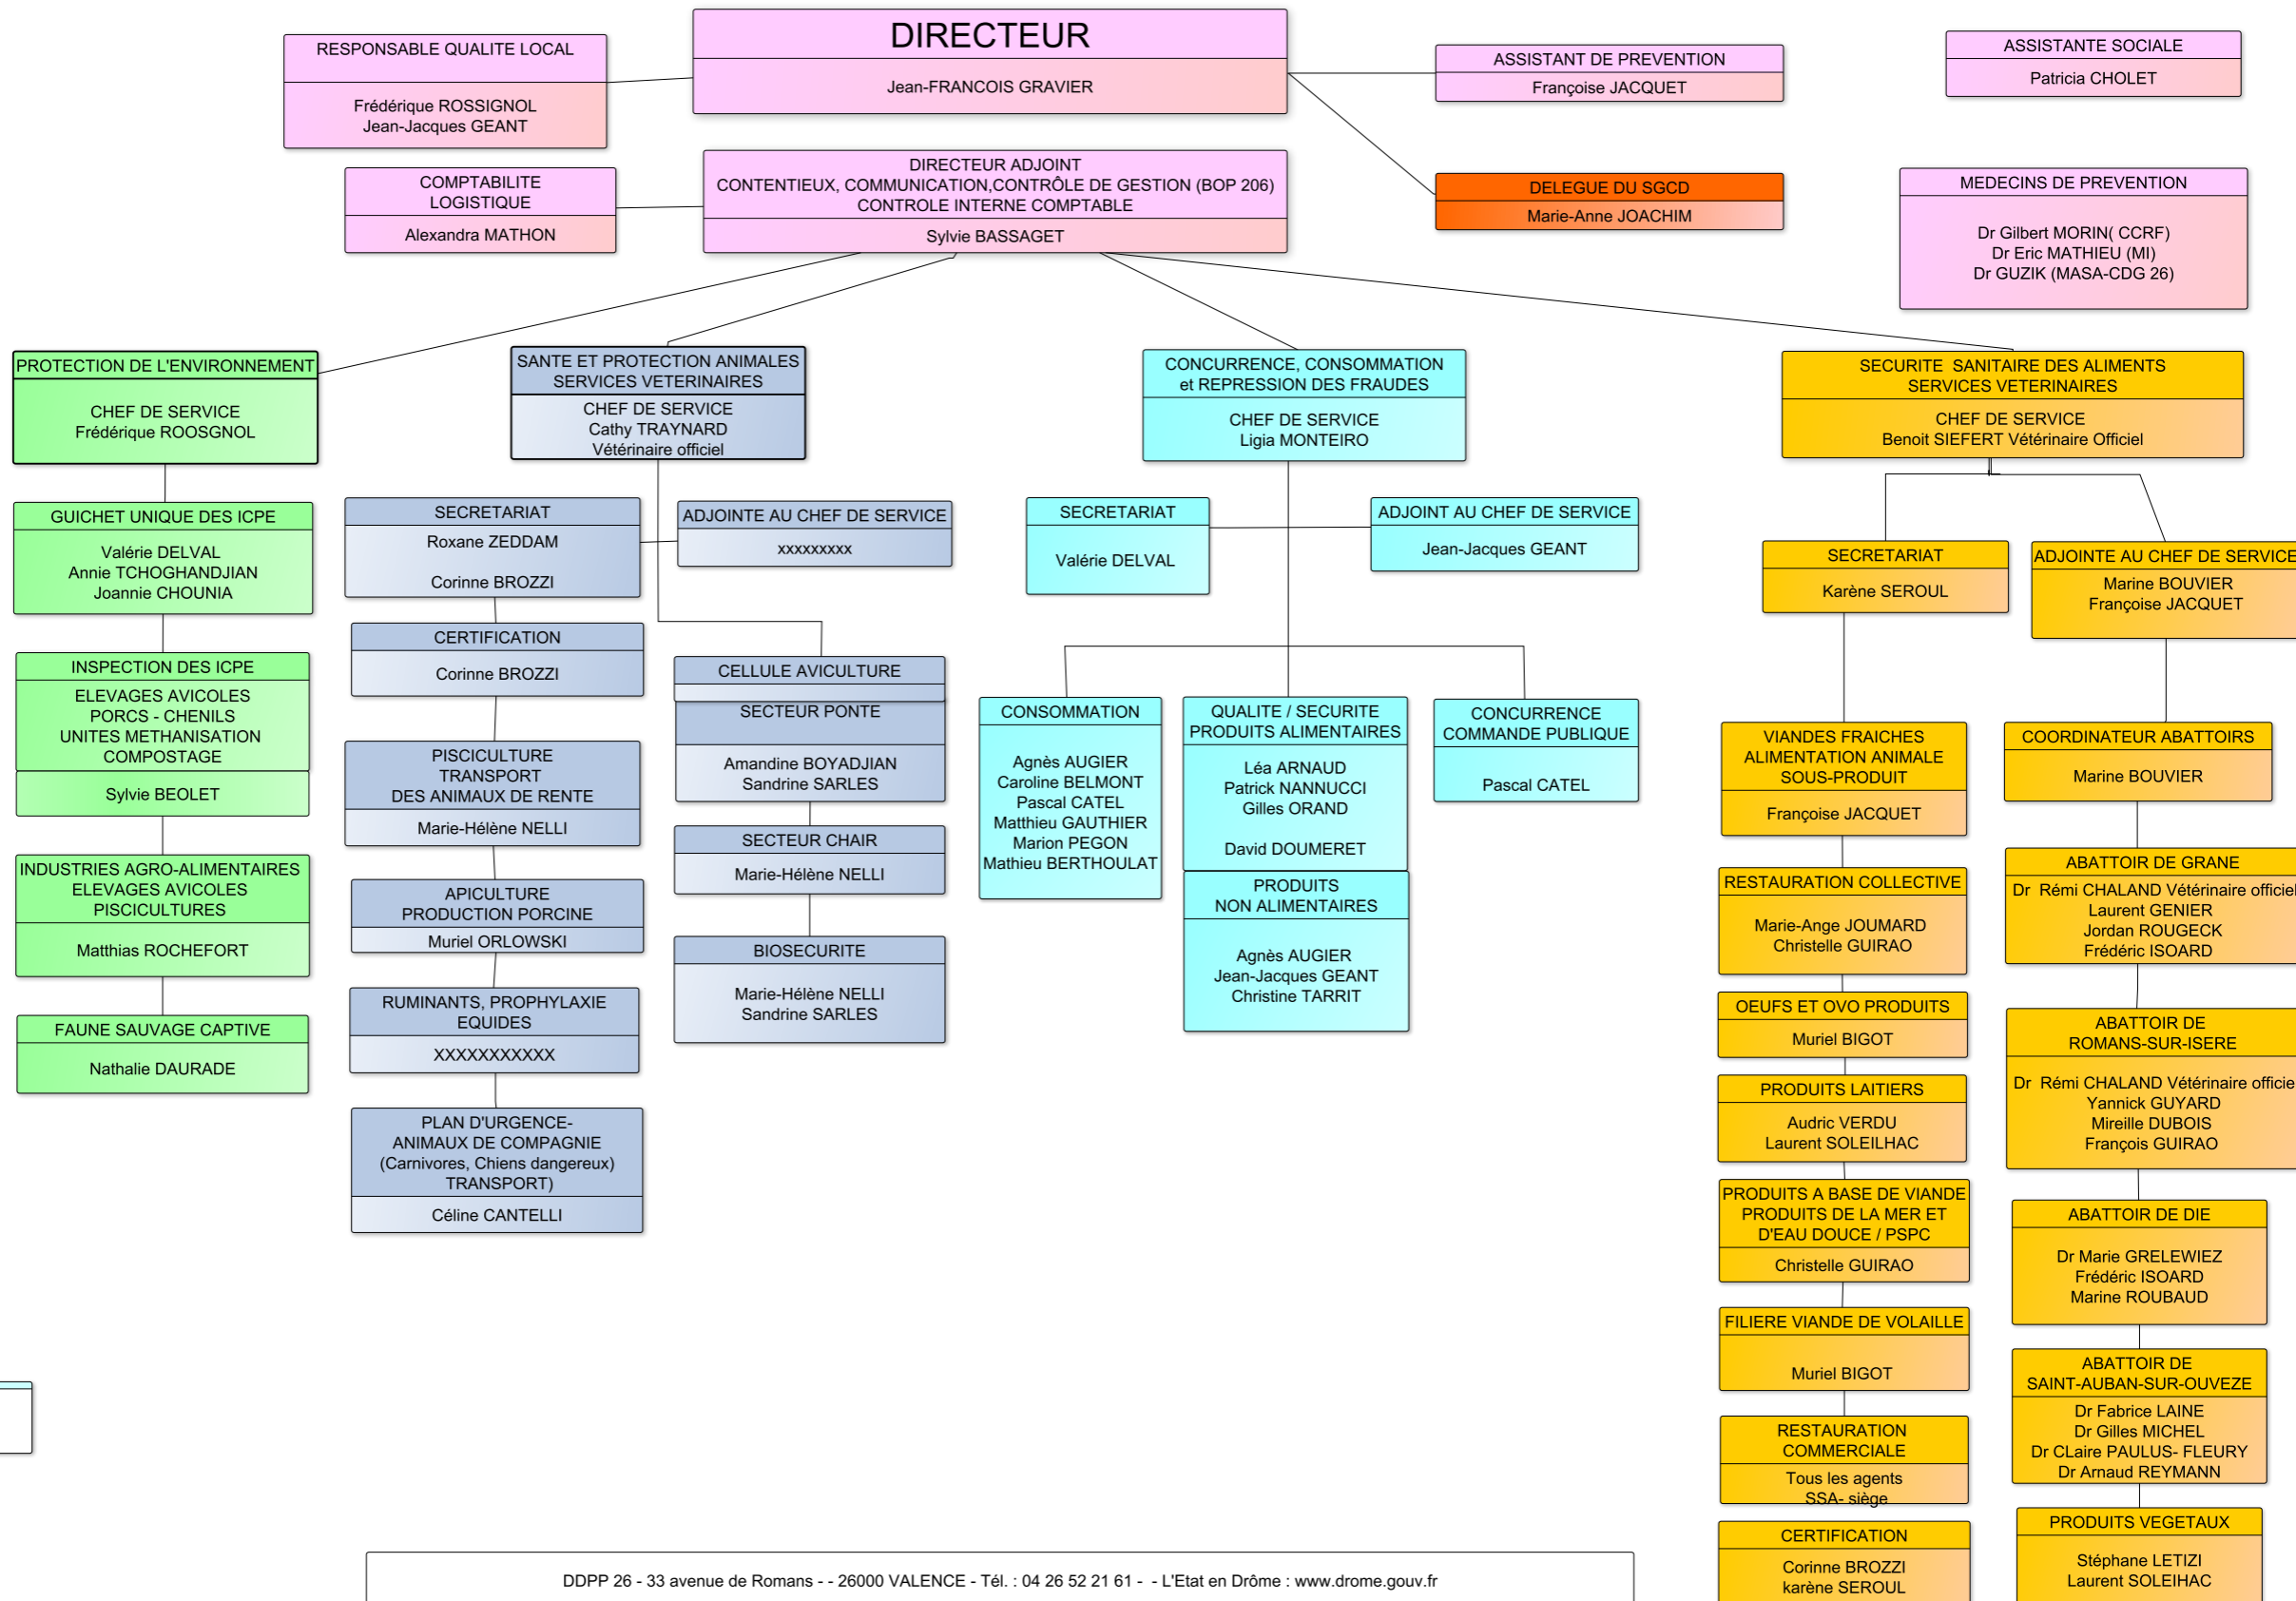 DIRECTEUR
Jean-FRANCOIS GRAVIER
RESPONSABLE QUALITE LOCAL
Frédérique ROSSIGNOL
Jean-Jacques GEANT
ASSISTANT DE PREVENTION
Françoise JACQUET
ASSISTANTE SOCIALE
Patricia CHOLET
COMPTABILITE
LOGISTIQUE
Alexandra MATHON
DIRECTEUR ADJOINT
CONTENTIEUX, COMMUNICATION,CONTRÔLE DE GESTION (BOP 206)
CONTROLE INTERNE COMPTABLE
Sylvie BASSAGET
DELEGUE DU SGCD
Marie-Anne JOACHIM
MEDECINS DE PREVENTION
Dr Gilbert MORIN( CCRF)
Dr Eric MATHIEU (MI)
Dr GUZIK (MASA-CDG 26)
PROTECTION DE L'ENVIRONNEMENT
CHEF DE SERVICE
Frédérique ROOSGNOL
GUICHET UNIQUE DES ICPE
Valérie DELVAL
Annie TCHOGHANDJIAN
Joannie CHOUNIA
INSPECTION DES ICPE
ELEVAGES AVICOLES
PORCS - CHENILS
UNITES METHANISATION
COMPOSTAGE
Sylvie BEOLET
INDUSTRIES AGRO-ALIMENTAIRES
ELEVAGES AVICOLES
PISCICULTURES
Matthias ROCHEFORT
FAUNE SAUVAGE CAPTIVE
Nathalie DAURADE
SANTE ET PROTECTION ANIMALES
SERVICES VETERINAIRES
CHEF DE SERVICE
Cathy TRAYNARD
Vétérinaire officiel
SECRETARIAT
Roxane ZEDDAM
Corinne BROZZI
ADJOINTE AU CHEF DE SERVICE
xxxxxxxxx
CERTIFICATION
Corinne BROZZI
PISCICULTURE
TRANSPORT
DES ANIMAUX DE RENTE
Marie-Hélène NELLI
APICULTURE
PRODUCTION PORCINE
Muriel ORLOWSKI
RUMINANTS, PROPHYLAXIE
EQUIDES
XXXXXXXXXXX
PLAN D'URGENCE-
ANIMAUX DE COMPAGNIE
(Carnivores, Chiens dangereux)
TRANSPORT)
Céline CANTELLI
CELLULE AVICULTURE
SECTEUR PONTE
Amandine BOYADJIAN
Sandrine SARLES
SECTEUR CHAIR
Marie-Hélène NELLI
BIOSECURITE
Marie-Hélène NELLI
Sandrine SARLES
CONCURRENCE, CONSOMMATION
et REPRESSION DES FRAUDES
CHEF DE SERVICE
Ligia MONTEIRO
SECRETARIAT
Valérie DELVAL
ADJOINT AU CHEF DE SERVICE
Jean-Jacques GEANT
CONSOMMATION
Agnès AUGIER
Caroline BELMONT
Pascal CATEL
Matthieu GAUTHIER
Marion PEGON
Mathieu BERTHOULAT
QUALITE / SECURITE
PRODUITS ALIMENTAIRES
Léa ARNAUD
Patrick NANNUCCI
Gilles ORAND
David DOUMERET
PRODUITS
NON ALIMENTAIRES
Agnès AUGIER
Jean-Jacques GEANT
Christine TARRIT
CONCURRENCE
COMMANDE PUBLIQUE
Pascal CATEL
SECURITE  SANITAIRE DES ALIMENTS
SERVICES VETERINAIRES
CHEF DE SERVICE
Benoit SIEFERT Vétérinaire Officiel
SECRETARIAT
Karène SEROUL
ADJOINTE AU CHEF DE SERVICE
Marine BOUVIER
Françoise JACQUET
VIANDES FRAICHES
ALIMENTATION ANIMALE
SOUS-PRODUIT
Françoise JACQUET
RESTAURATION COLLECTIVE
Marie-Ange JOUMARD
Christelle GUIRAO
OEUFS ET OVO PRODUITS
Muriel BIGOT
PRODUITS LAITIERS
Audric VERDU
Laurent SOLEILHAC
PRODUITS A BASE DE VIANDE
PRODUITS DE LA MER ET
D'EAU DOUCE / PSPC
Christelle GUIRAO
FILIERE VIANDE DE VOLAILLE
Muriel BIGOT
RESTAURATION
COMMERCIALE
Tous les agents
SSA- siège
CERTIFICATION
Corinne BROZZI
karène SEROUL
COORDINATEUR ABATTOIRS
Marine BOUVIER
ABATTOIR DE GRANE
Dr  Rémi CHALAND Vétérinaire officiel
Laurent GENIER
Jordan ROUGECK
Frédéric ISOARD
ABATTOIR DE
ROMANS-SUR-ISERE
Dr  Rémi CHALAND Vétérinaire officie
Yannick GUYARD
Mireille DUBOIS
François GUIRAO
ABATTOIR DE DIE
Dr Marie GRELEWIEZ
Frédéric ISOARD
Marine ROUBAUD
ABATTOIR DE
SAINT-AUBAN-SUR-OUVEZE
Dr Fabrice LAINE
Dr Gilles MICHEL
Dr CLaire PAULUS- FLEURY
Dr Arnaud REYMANN
PRODUITS VEGETAUX
Stéphane LETIZI
Laurent SOLEIHAC
DDPP 26 - 33 avenue de Romans - - 26000 VALENCE - Tél. : 04 26 52 21 61 -  - L'Etat en Drôme : www.drome.gouv.fr